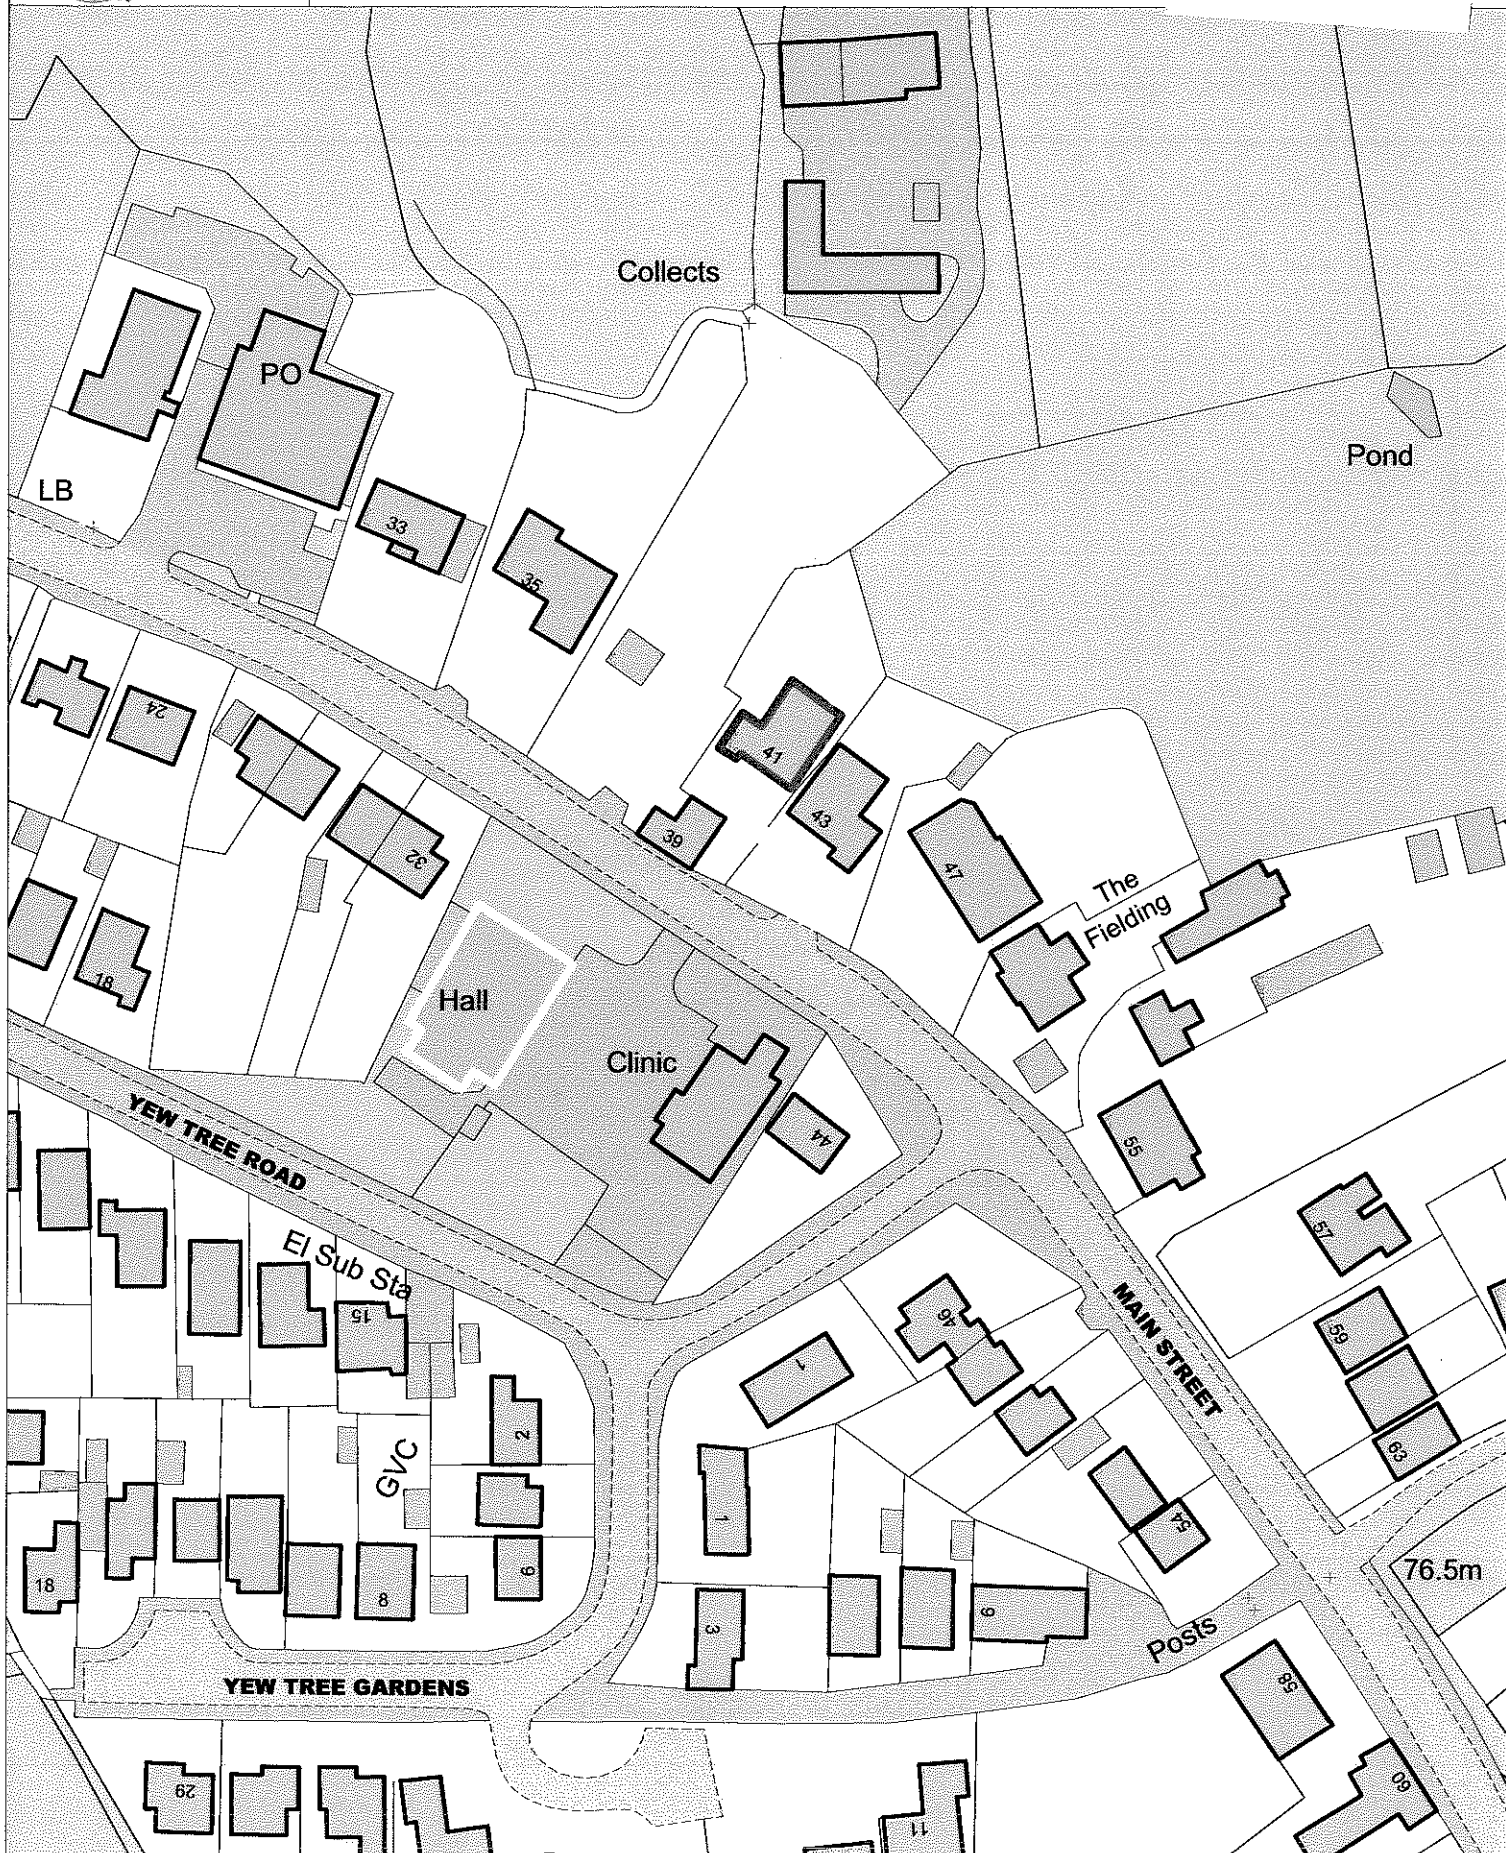 Collects
PO
Pond
LB
33
35
24
41
43
39
32
47
The
Fielding
18
Hall
Clinic
44
55
YEW TREE ROAD
57
El Sub Sta
15
46
MAIN STREET
59
1
63
2
GVC
1
54
6
76.5m
18
8
3
9
Posts
YEW TREE GARDENS
58
29
60
11